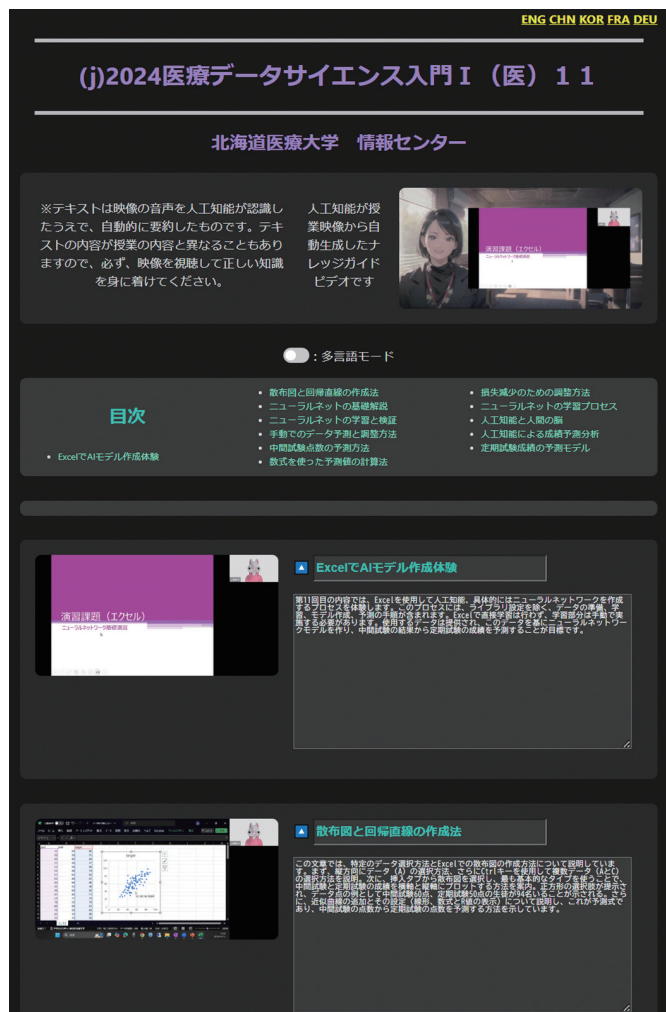 ENG CHN KOR FRA DEU
(j)2024医療データサイエンス入門Ⅰ（医）１１
北海道医療大学　情報センター
※テキストは映像の音声を人工知能が認識し
たうえで、自動的に要約したものです。テキ
ストの内容が授業の内容と異なることもあり
ますので、必ず、映像を視聴して正しい知識
を身に着けてください。
人工知能が授
業映像から自
動生成したナ
レッジガイド
ビデオです
演習課題（エクセル）
ニューラルネットワーク基礎演習
：多言語モード
目次
• ExcelでAIモデル作成体験
• 散布図と回帰直線の作成法
• ニューラルネットの基礎解説
• ニューラルネットの学習と検証
• 手動でのデータ予測と調整方法
• 中間試験点数の予測方法
• 数式を使った予測値の計算法
• 損失減少のための調整方法
• ニューラルネットの学習プロセス
• 人工知能と人間の脳
• 人工知能による成績予測分析
• 定期試験成績の予測モデル
演習課題（エクセル）
ニューラルネットワーク基礎演習
ExcelでAIモデル作成体験
第11回目の内容では、Excelを使用して人工知能、具体的にはニューラルネットワークを作成
するプロセスを体験します。このプロセスには、ライブラリ設定を除く、データの準備、学
習、モデル作成、予測の手順が含まれます。Excelで直接学習は行わず、学習部分は手動で実
施する必要があります。使用するデータは提供され、このデータを基にニューラルネットワー
クモデルを作り、中間試験の結果から定期試験の成績を予測することが目標です。
散布図と回帰直線の作成法
この文章では、特定のデータ選択方法とExcelでの散布図の作成方法について説明していま
す。まず、縦方向にデータ（A）の選択方法、さらにCtrlキーを使用して複数データ（AとC）
の選択方法を説明。次に、挿入タブから散布図を選択し、最も基本的なタイプを使うことで、
中間試験と定期試験の成績を横軸と縦軸にプロットする方法を案内。正方形の選択肢が提示さ
れ、データ点の例として中間試験60点、定期試験50点の生徒が94名いることが示される。さら
に、近似曲線の追加とその設定（線形、数式とR値の表示）について説明し、これが予測式で
あり、中間試験の点数から定期試験の点数を予測する方法を示しています。